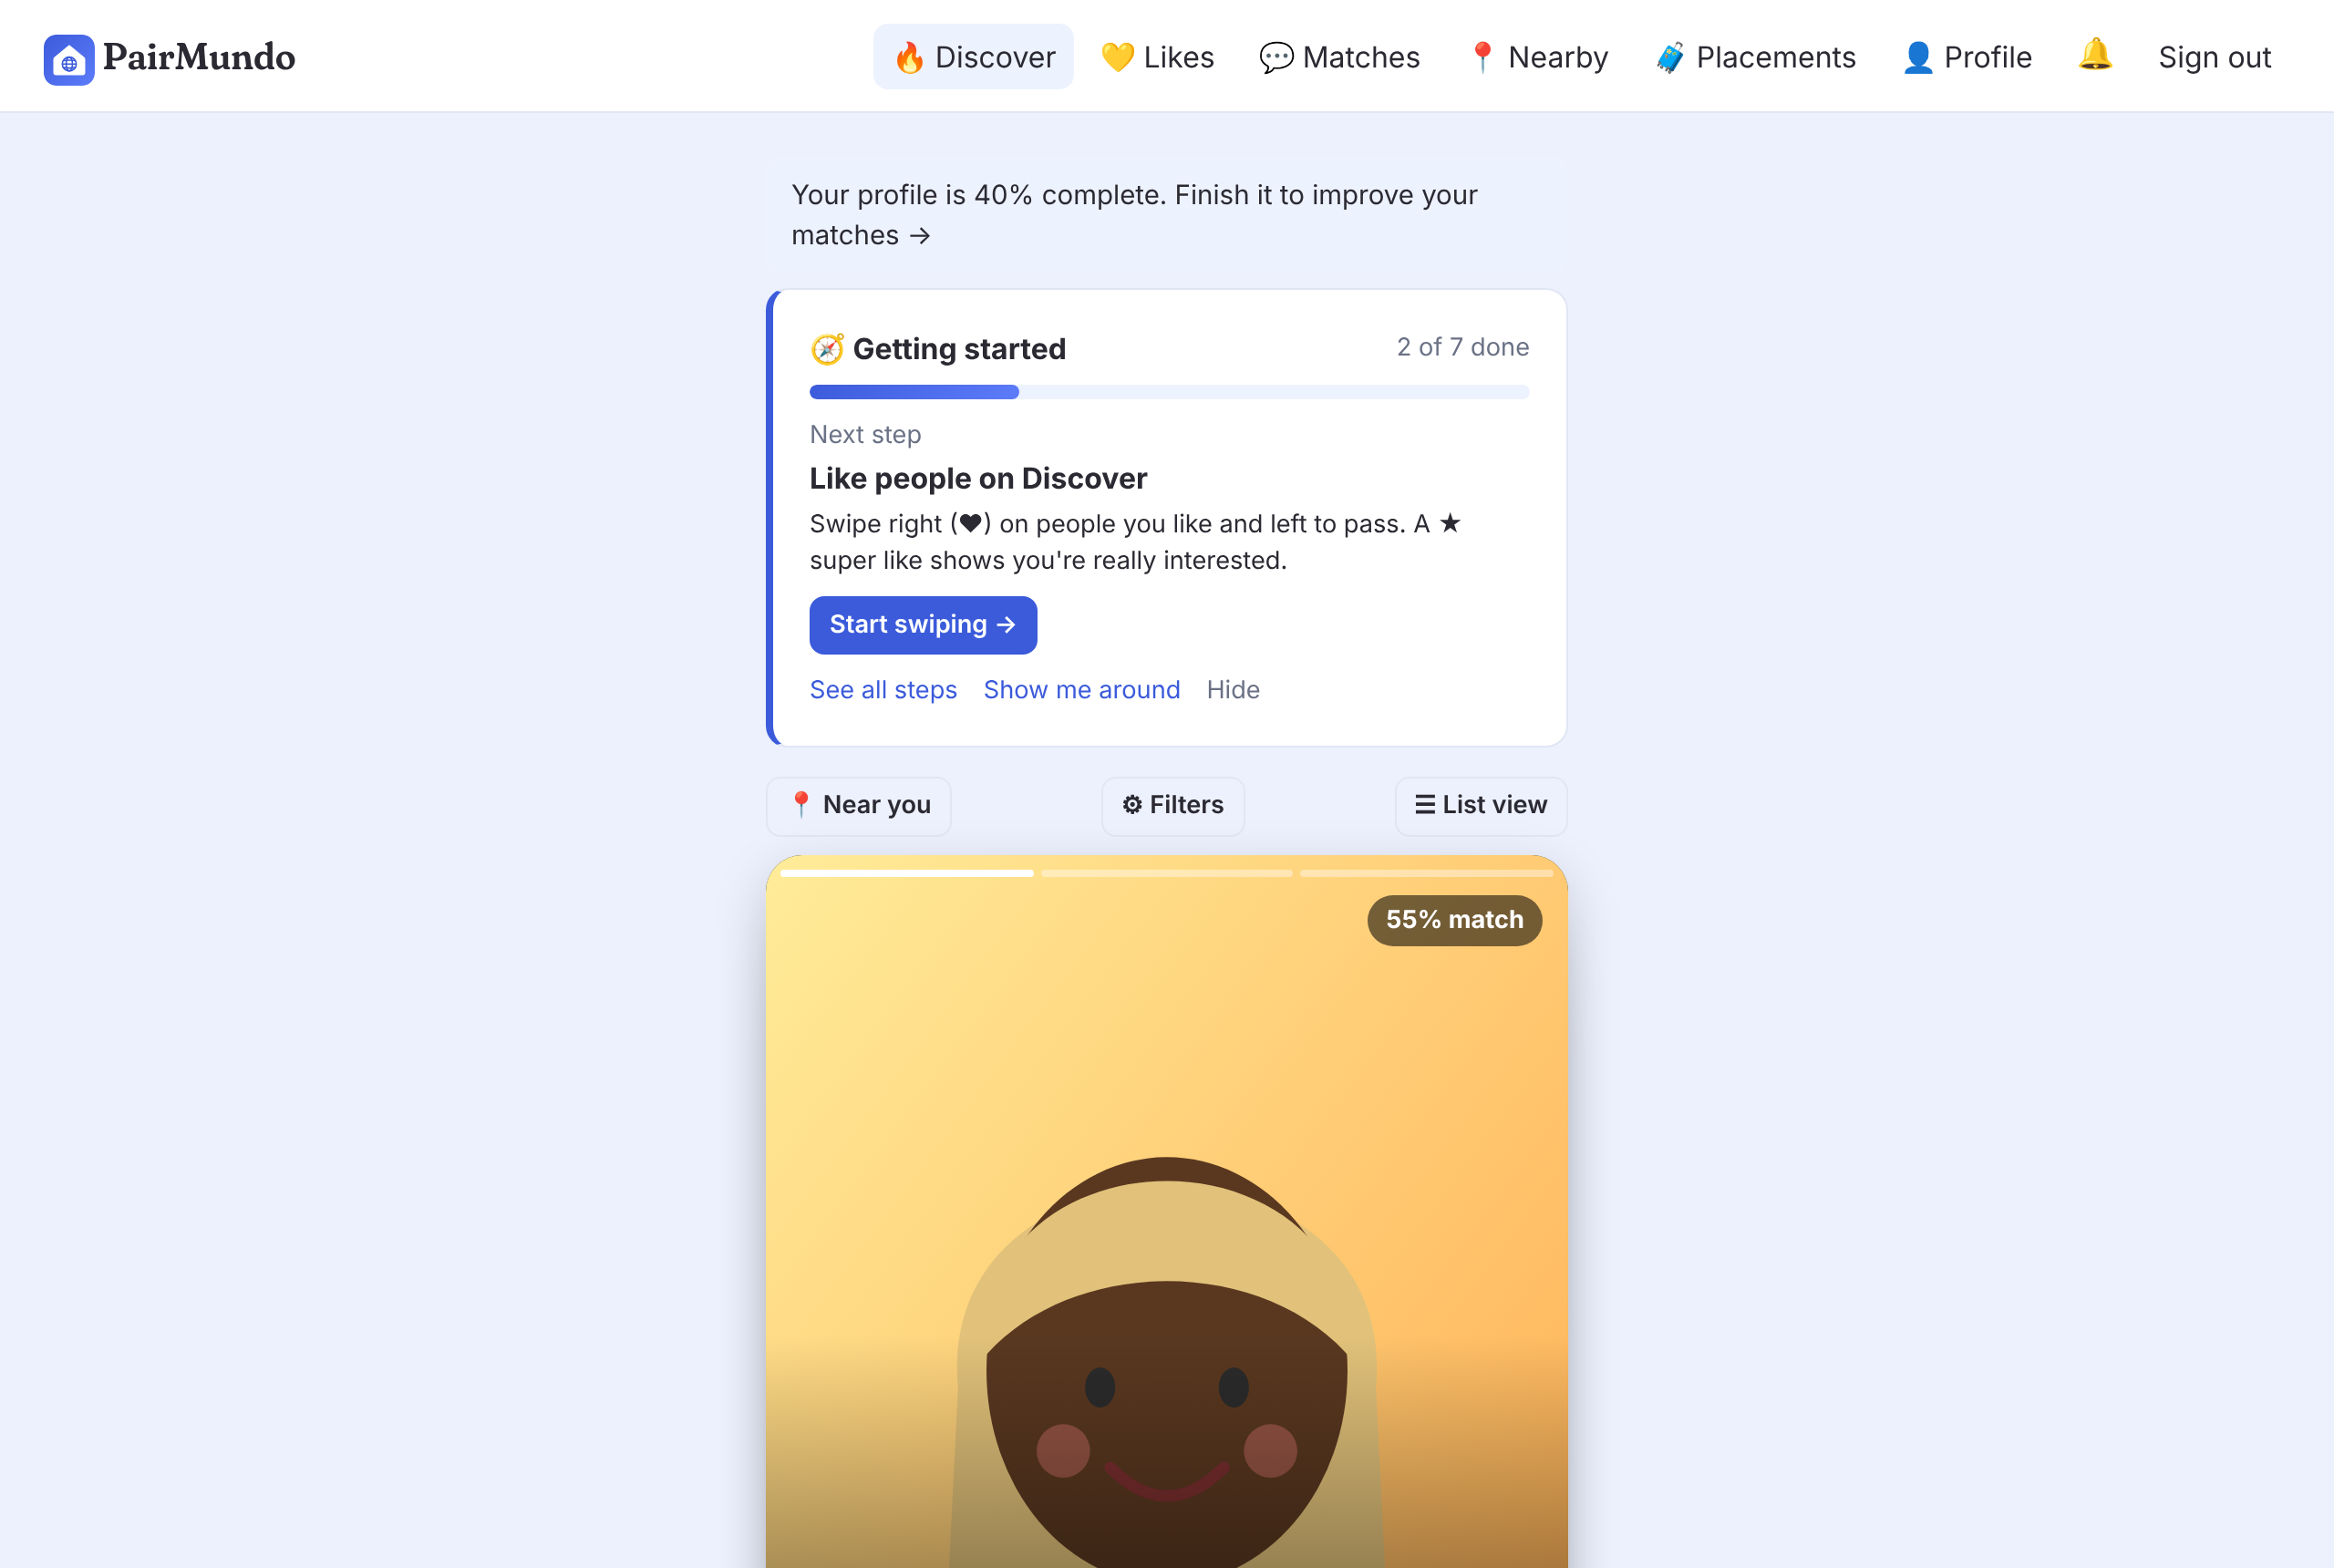 PairMundo
🔥 Discover
💛 Likes
💬 Matches
📍 Nearby
🧳 Placements
👤 Profile
🔔
Sign out
Your profile is 40% complete. Finish it to improve your
matches →
🧭 Getting started
2 of 7 done
Next step
Like people on Discover
Swipe right (♥) on people you like and left to pass. A ★
super like shows you're really interested.
Start swiping →
See all steps
Show me around
Hide
📍 Near you
⚙ Filters
☰ List view
55% match